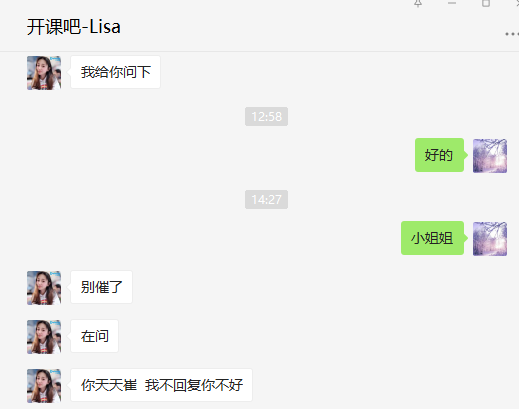 开课吧-Lisa
我给你问下
12:58
好的
14:27
小姐姐
别催了
在问
你天天崔 我不回复你不好